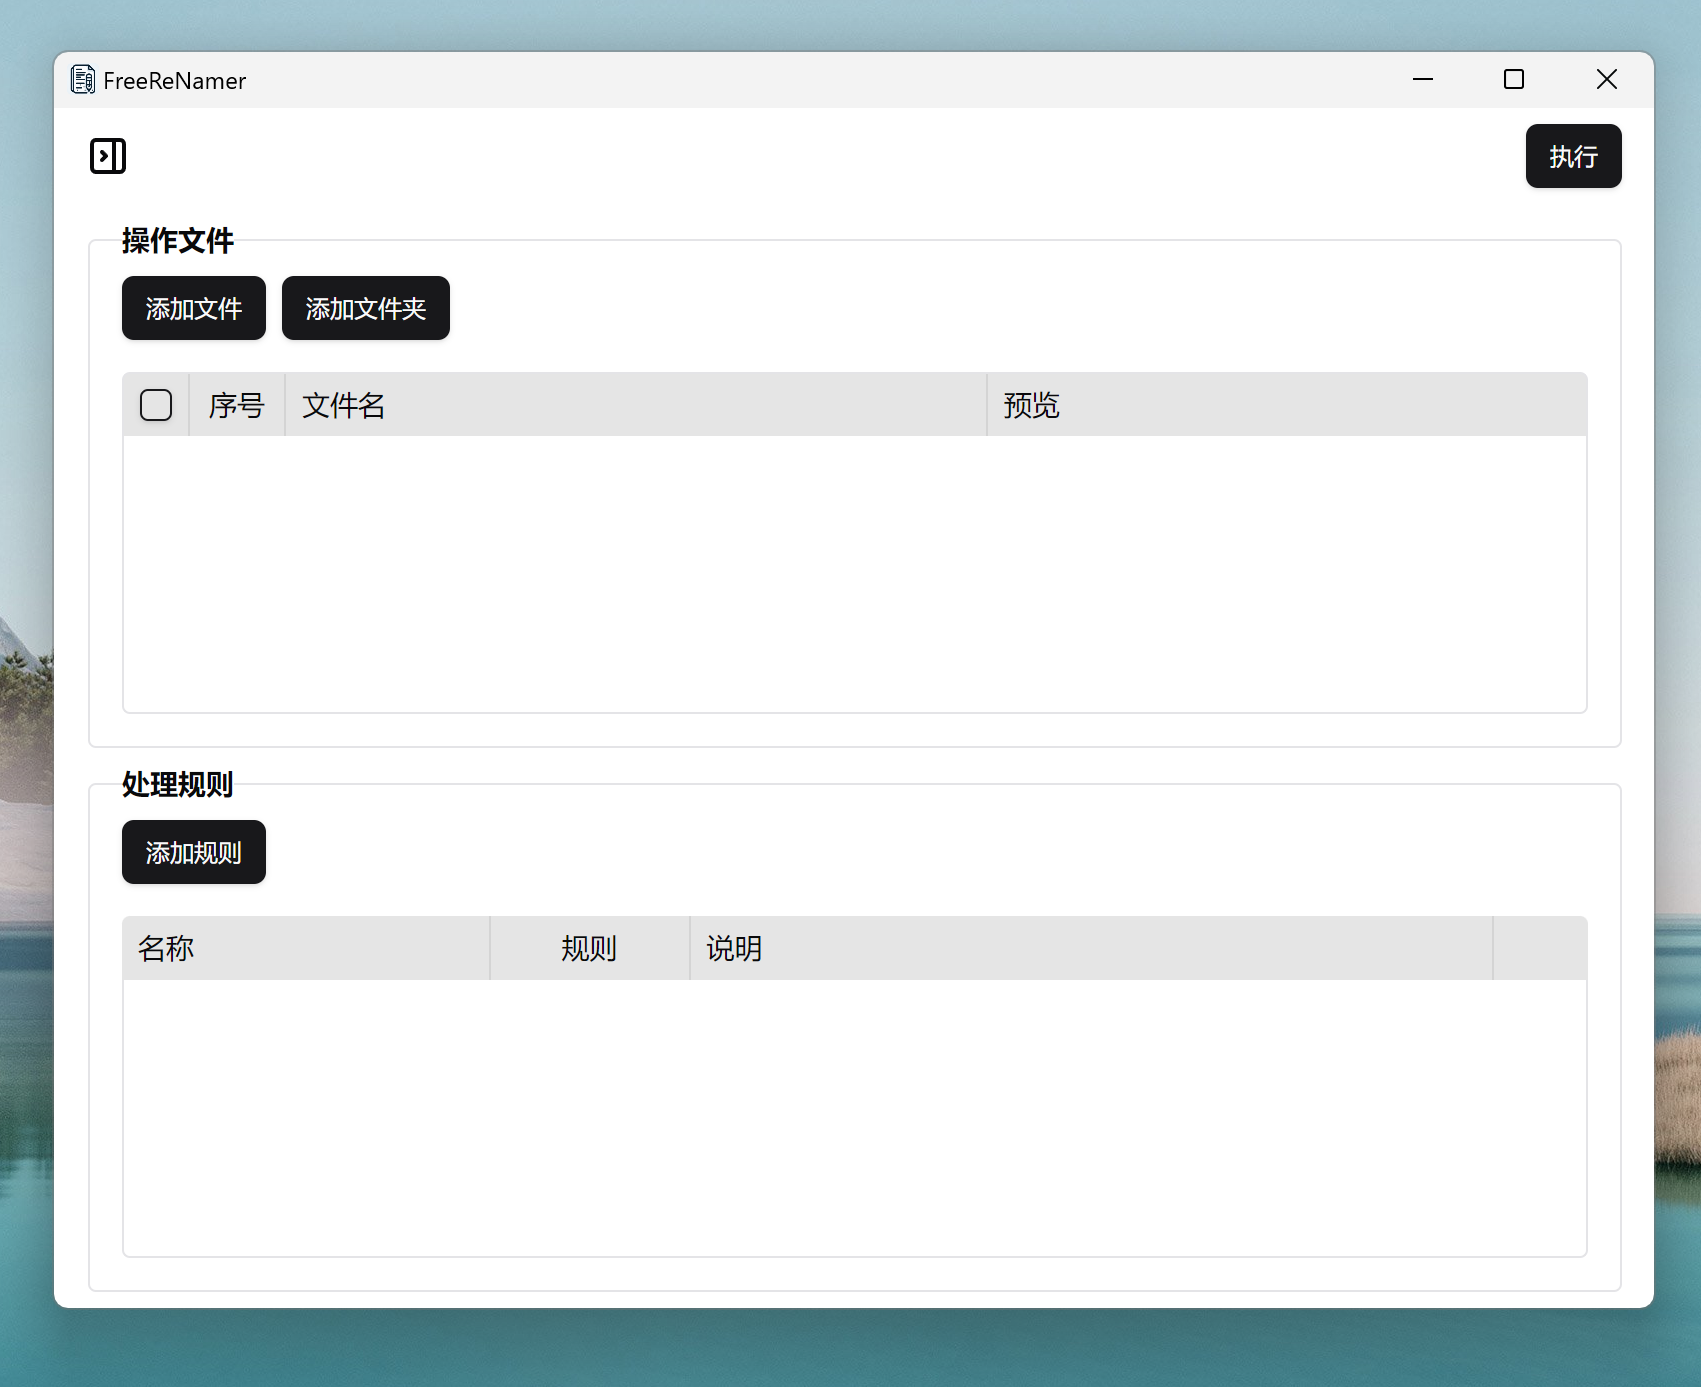 FreeReNamer
执行
操作文件
添加文件 添加文件夹
序号 文件名 预览
处理规则
添加规则
名称 规则 说明